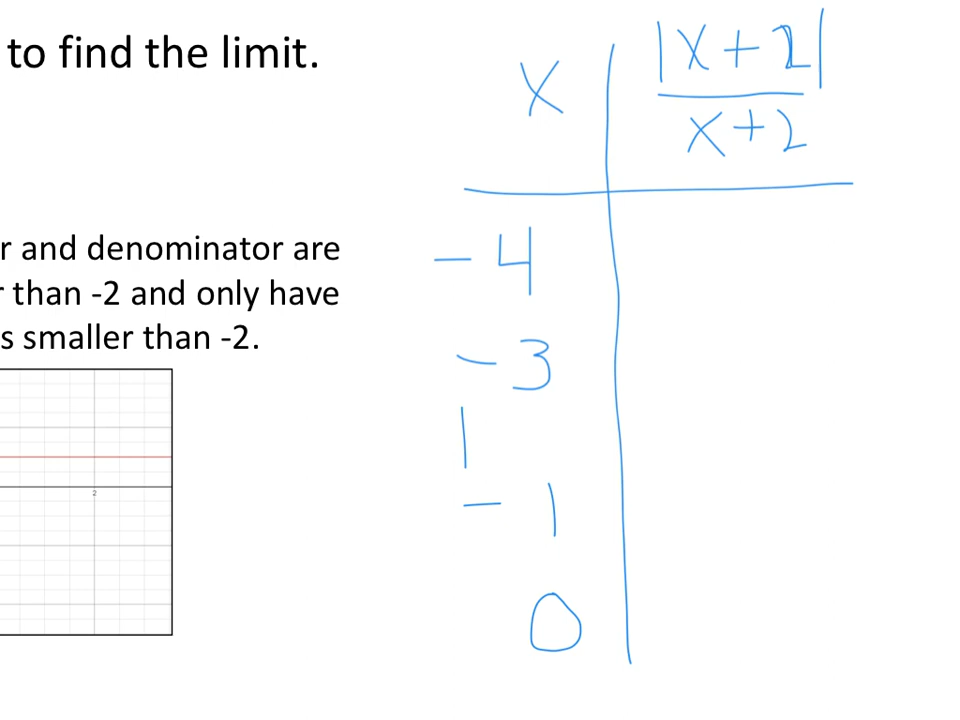 to find the limit.
x |x+2|
x+2
-4
r and denominator are
r than -2 and only have
s smaller than -2.
-3
1
-1
2
0